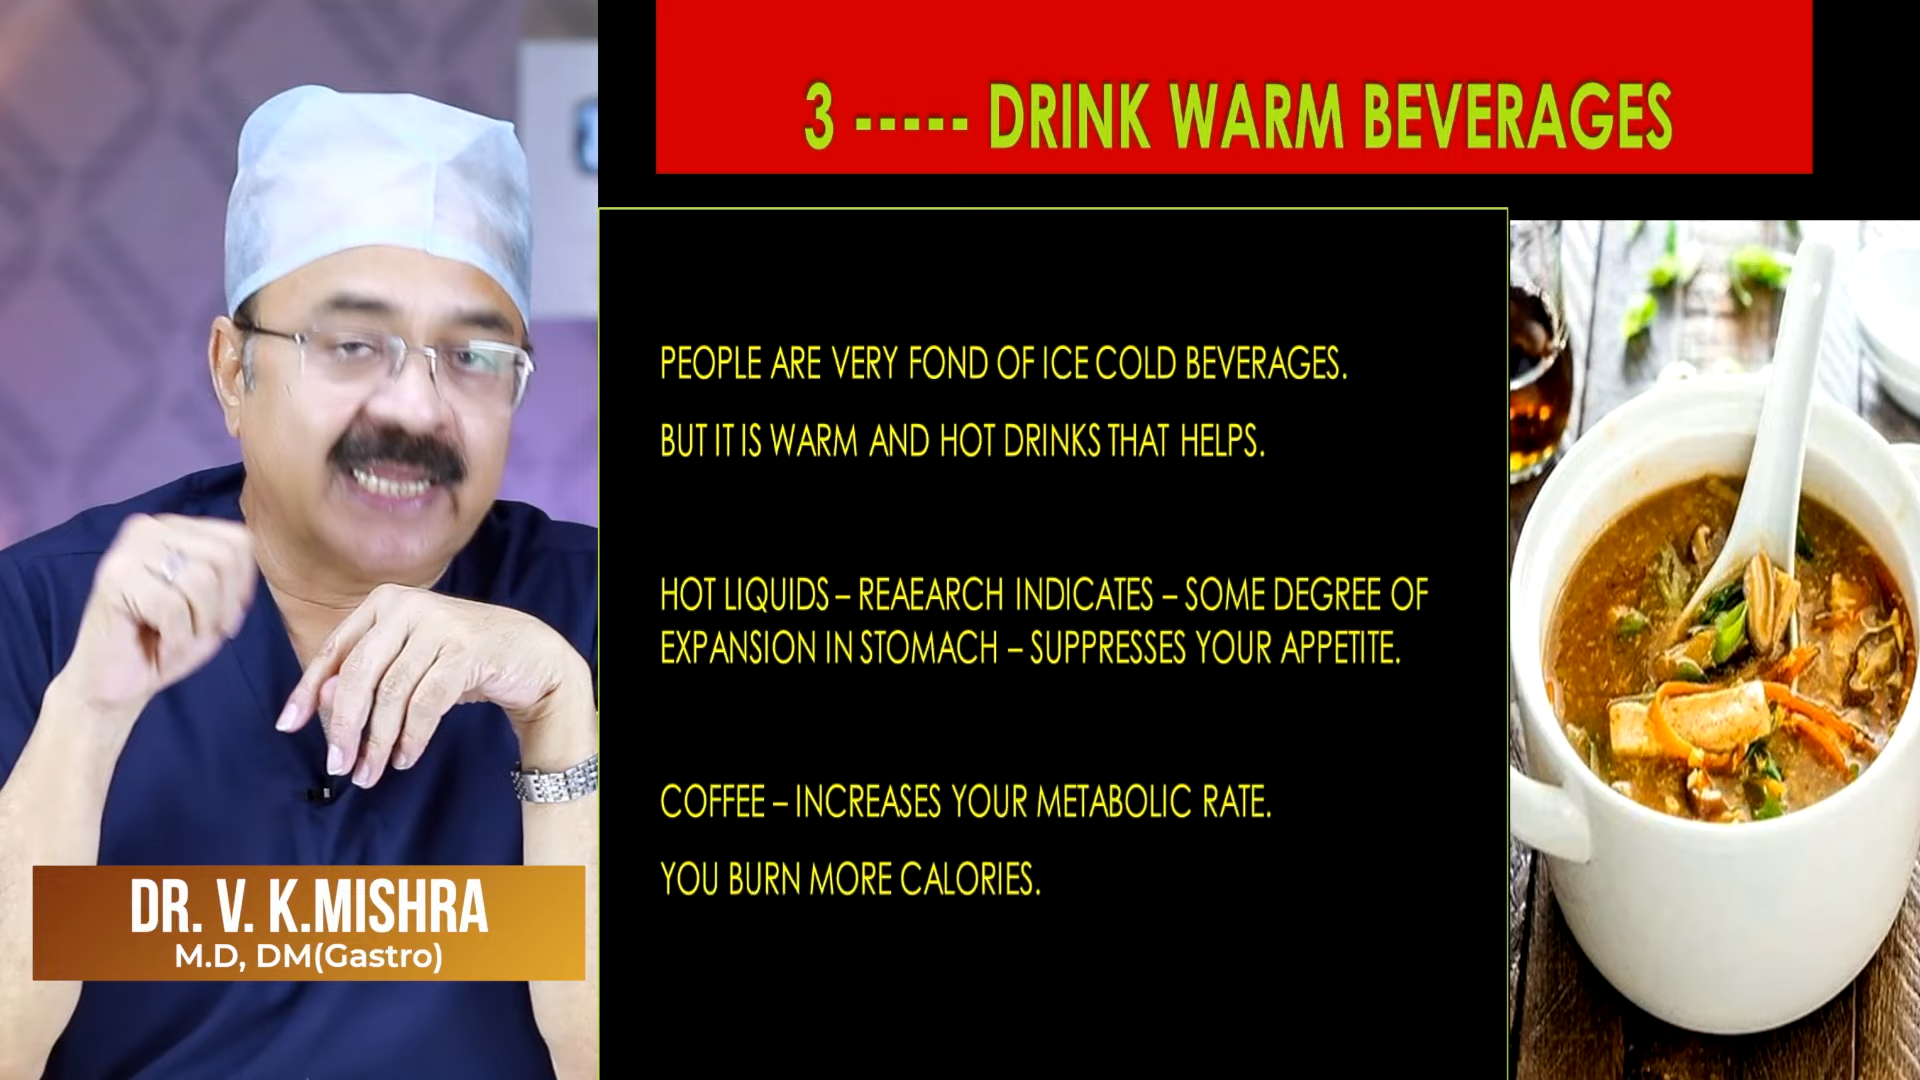 3 ----- DRINK WARM BEVERAGES
PEOPLE ARE VERY FOND OF ICE COLD BEVERAGES.
BUT IT IS WARM AND HOT DRINKS THAT HELPS.
HOT LIQUIDS – REAEARCH INDICATES – SOME DEGREE OF
EXPANSION IN STOMACH – SUPPRESSES YOUR APPETITE.
COFFEE – INCREASES YOUR METABOLIC RATE.
YOU BURN MORE CALORIES.
DR. V. K.MISHRA
M.D, DM(Gastro)